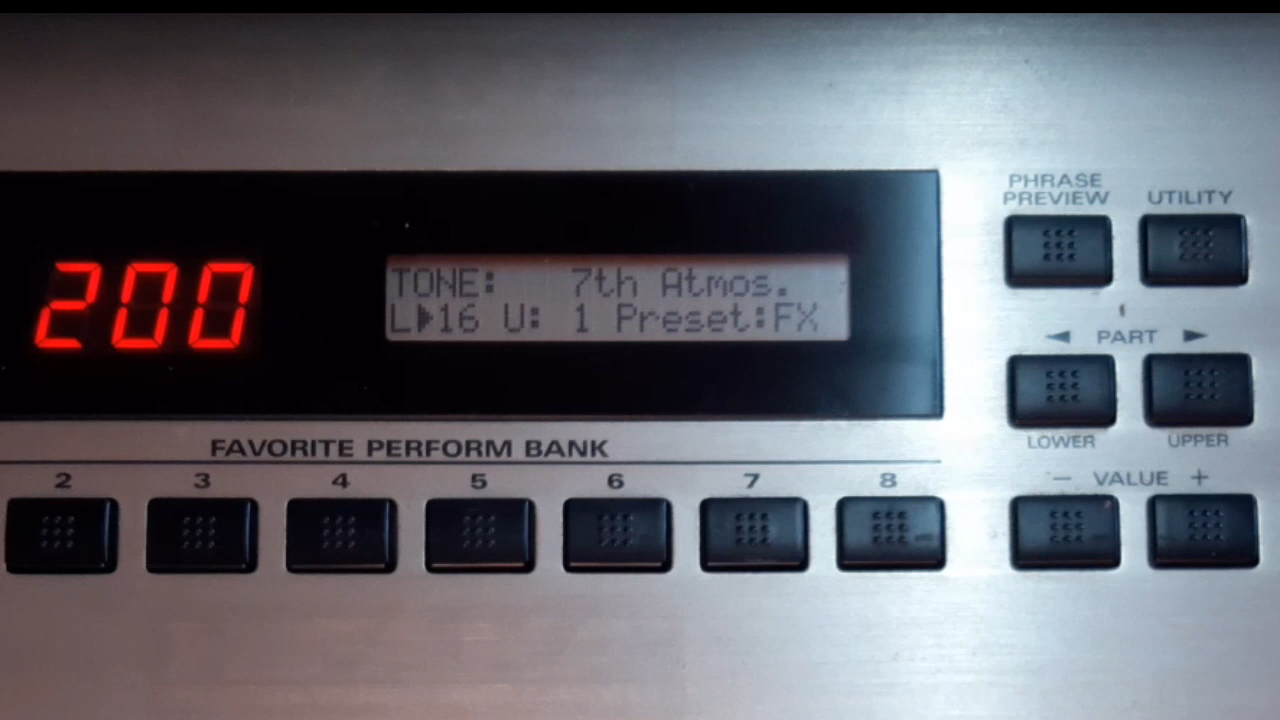 PHRASE
PREVIEW UTILITY
200
TONE: 7th Atmos.
L▶16 U: 1 Preset:FX
◀ PART ▶
LOWER UPPER
FAVORITE PERFORM BANK
2 3 4 5 6 7 8
− VALUE +